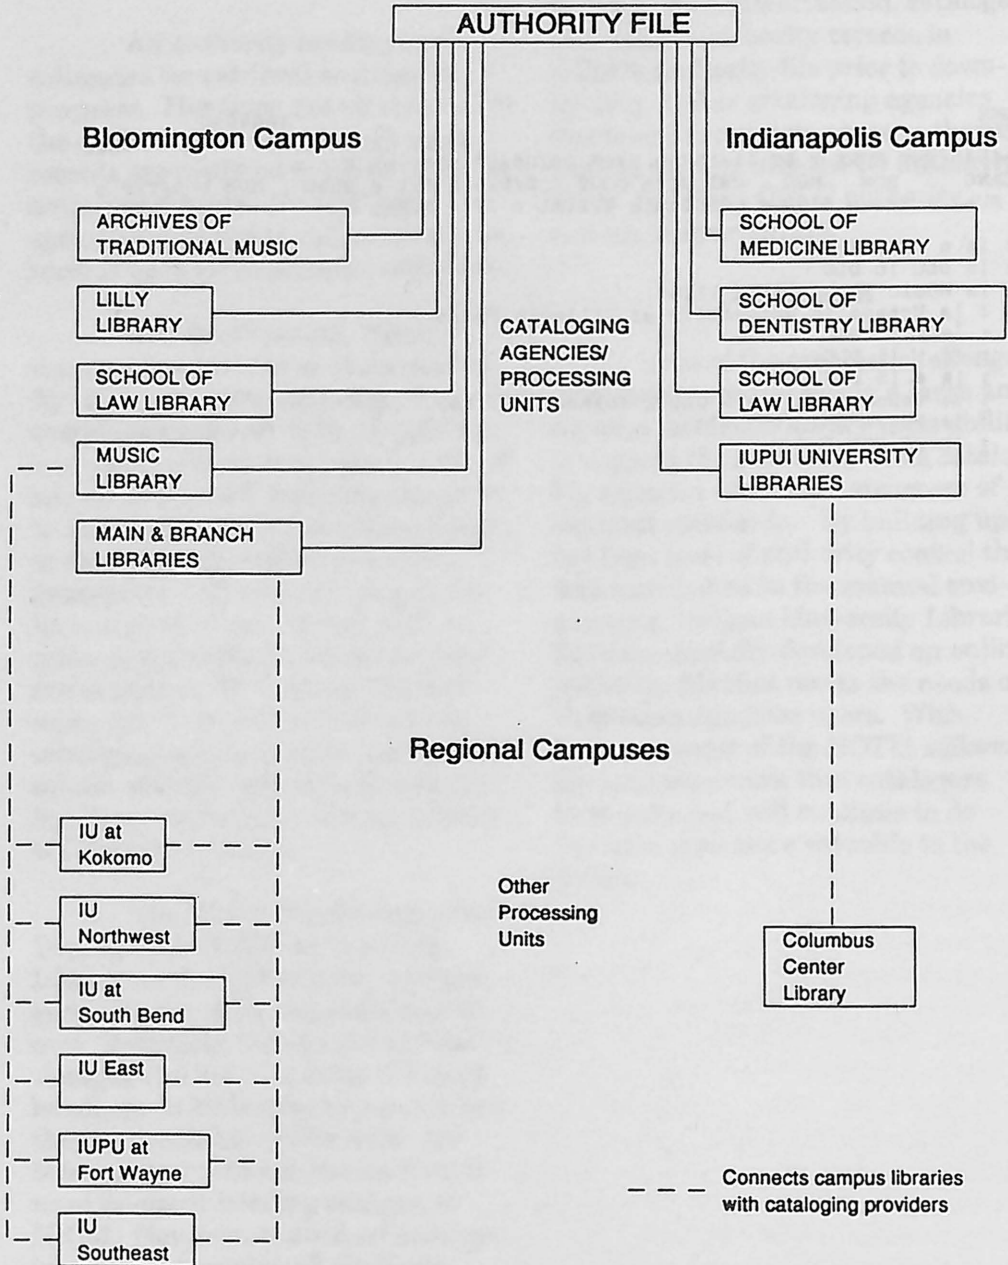 AUTHORITY FILE
Bloomington Campus
Indianapolis Campus
ARCHIVES OF
TRADITIONAL MUSIC
LILLY
LIBRARY
SCHOOL OF
LAW LIBRARY
MUSIC
LIBRARY
MAIN & BRANCH
LIBRARIES
CATALOGING
AGENCIES/
PROCESSING
UNITS
SCHOOL OF
MEDICINE LIBRARY
SCHOOL OF
DENTISTRY LIBRARY
SCHOOL OF
LAW LIBRARY
IUPUI UNIVERSITY
LIBRARIES
Regional Campuses
IU at
Kokomo
IU
Northwest
IU at
South Bend
IU East
IUPU at
Fort Wayne
IU
Southeast
Other
Processing
Units
Columbus
Center
Library
Connects campus libraries
with cataloging providers